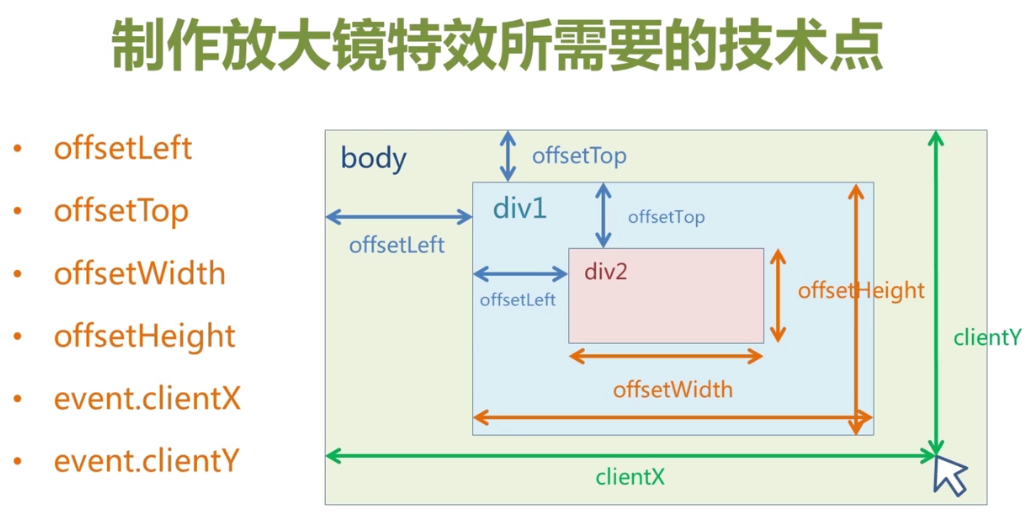 制作放大镜特效所需要的技术点
• offsetLeft
• offsetTop
• offsetWidth
• offsetHeight
• event.clientX
• event.clientY
body
offsetTop
div1
offsetTop
offsetLeft
div2
offsetLeft
offsetHeight
clientY
offsetWidth
clientX